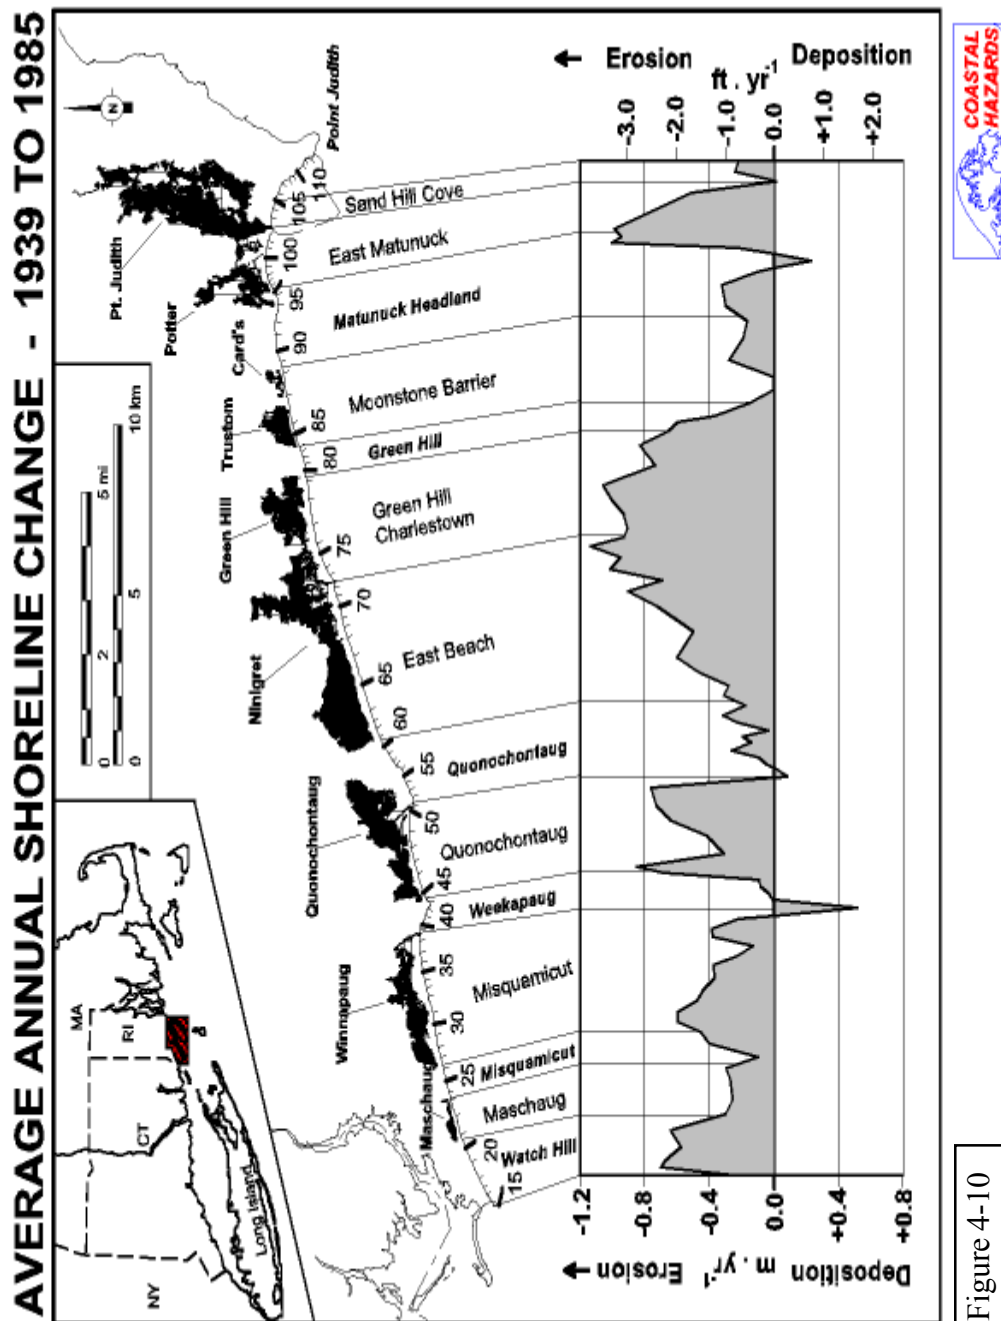 AVERAGE ANNUAL SHORELINE CHANGE - 1939 TO 1985
MA
RI
CT
NY
Long Island
0 2 5 mi
0 5 10 km
N
Point Judith
Pt. Judith
Potter
Card's
Trustom
Green Hill
Ninigret
Quonochontaug
Winnapaug
Maschaug
15
20
25
30
35
40
45
50
55
60
65
70
75
80
85
90
95
100
105
110
Watch Hill
Maschaug
Misquamicut
Misquamicut
Weekapaug
Quonochontaug
Quonochontaug
East Beach
Green Hill
Charlestown
Green Hill
Moonstone Barrier
Matunuck Headland
East Matunuck
Sand Hill Cove
Erosion
ft . yr-1
Deposition
-3.0
-2.0
-1.0
0.0
+1.0
+2.0
-1.2
-0.8
-0.4
0.0
+0.4
+0.8
Erosion
m . yr-1
Deposition
COASTAL
HAZARDS
Figure 4-10